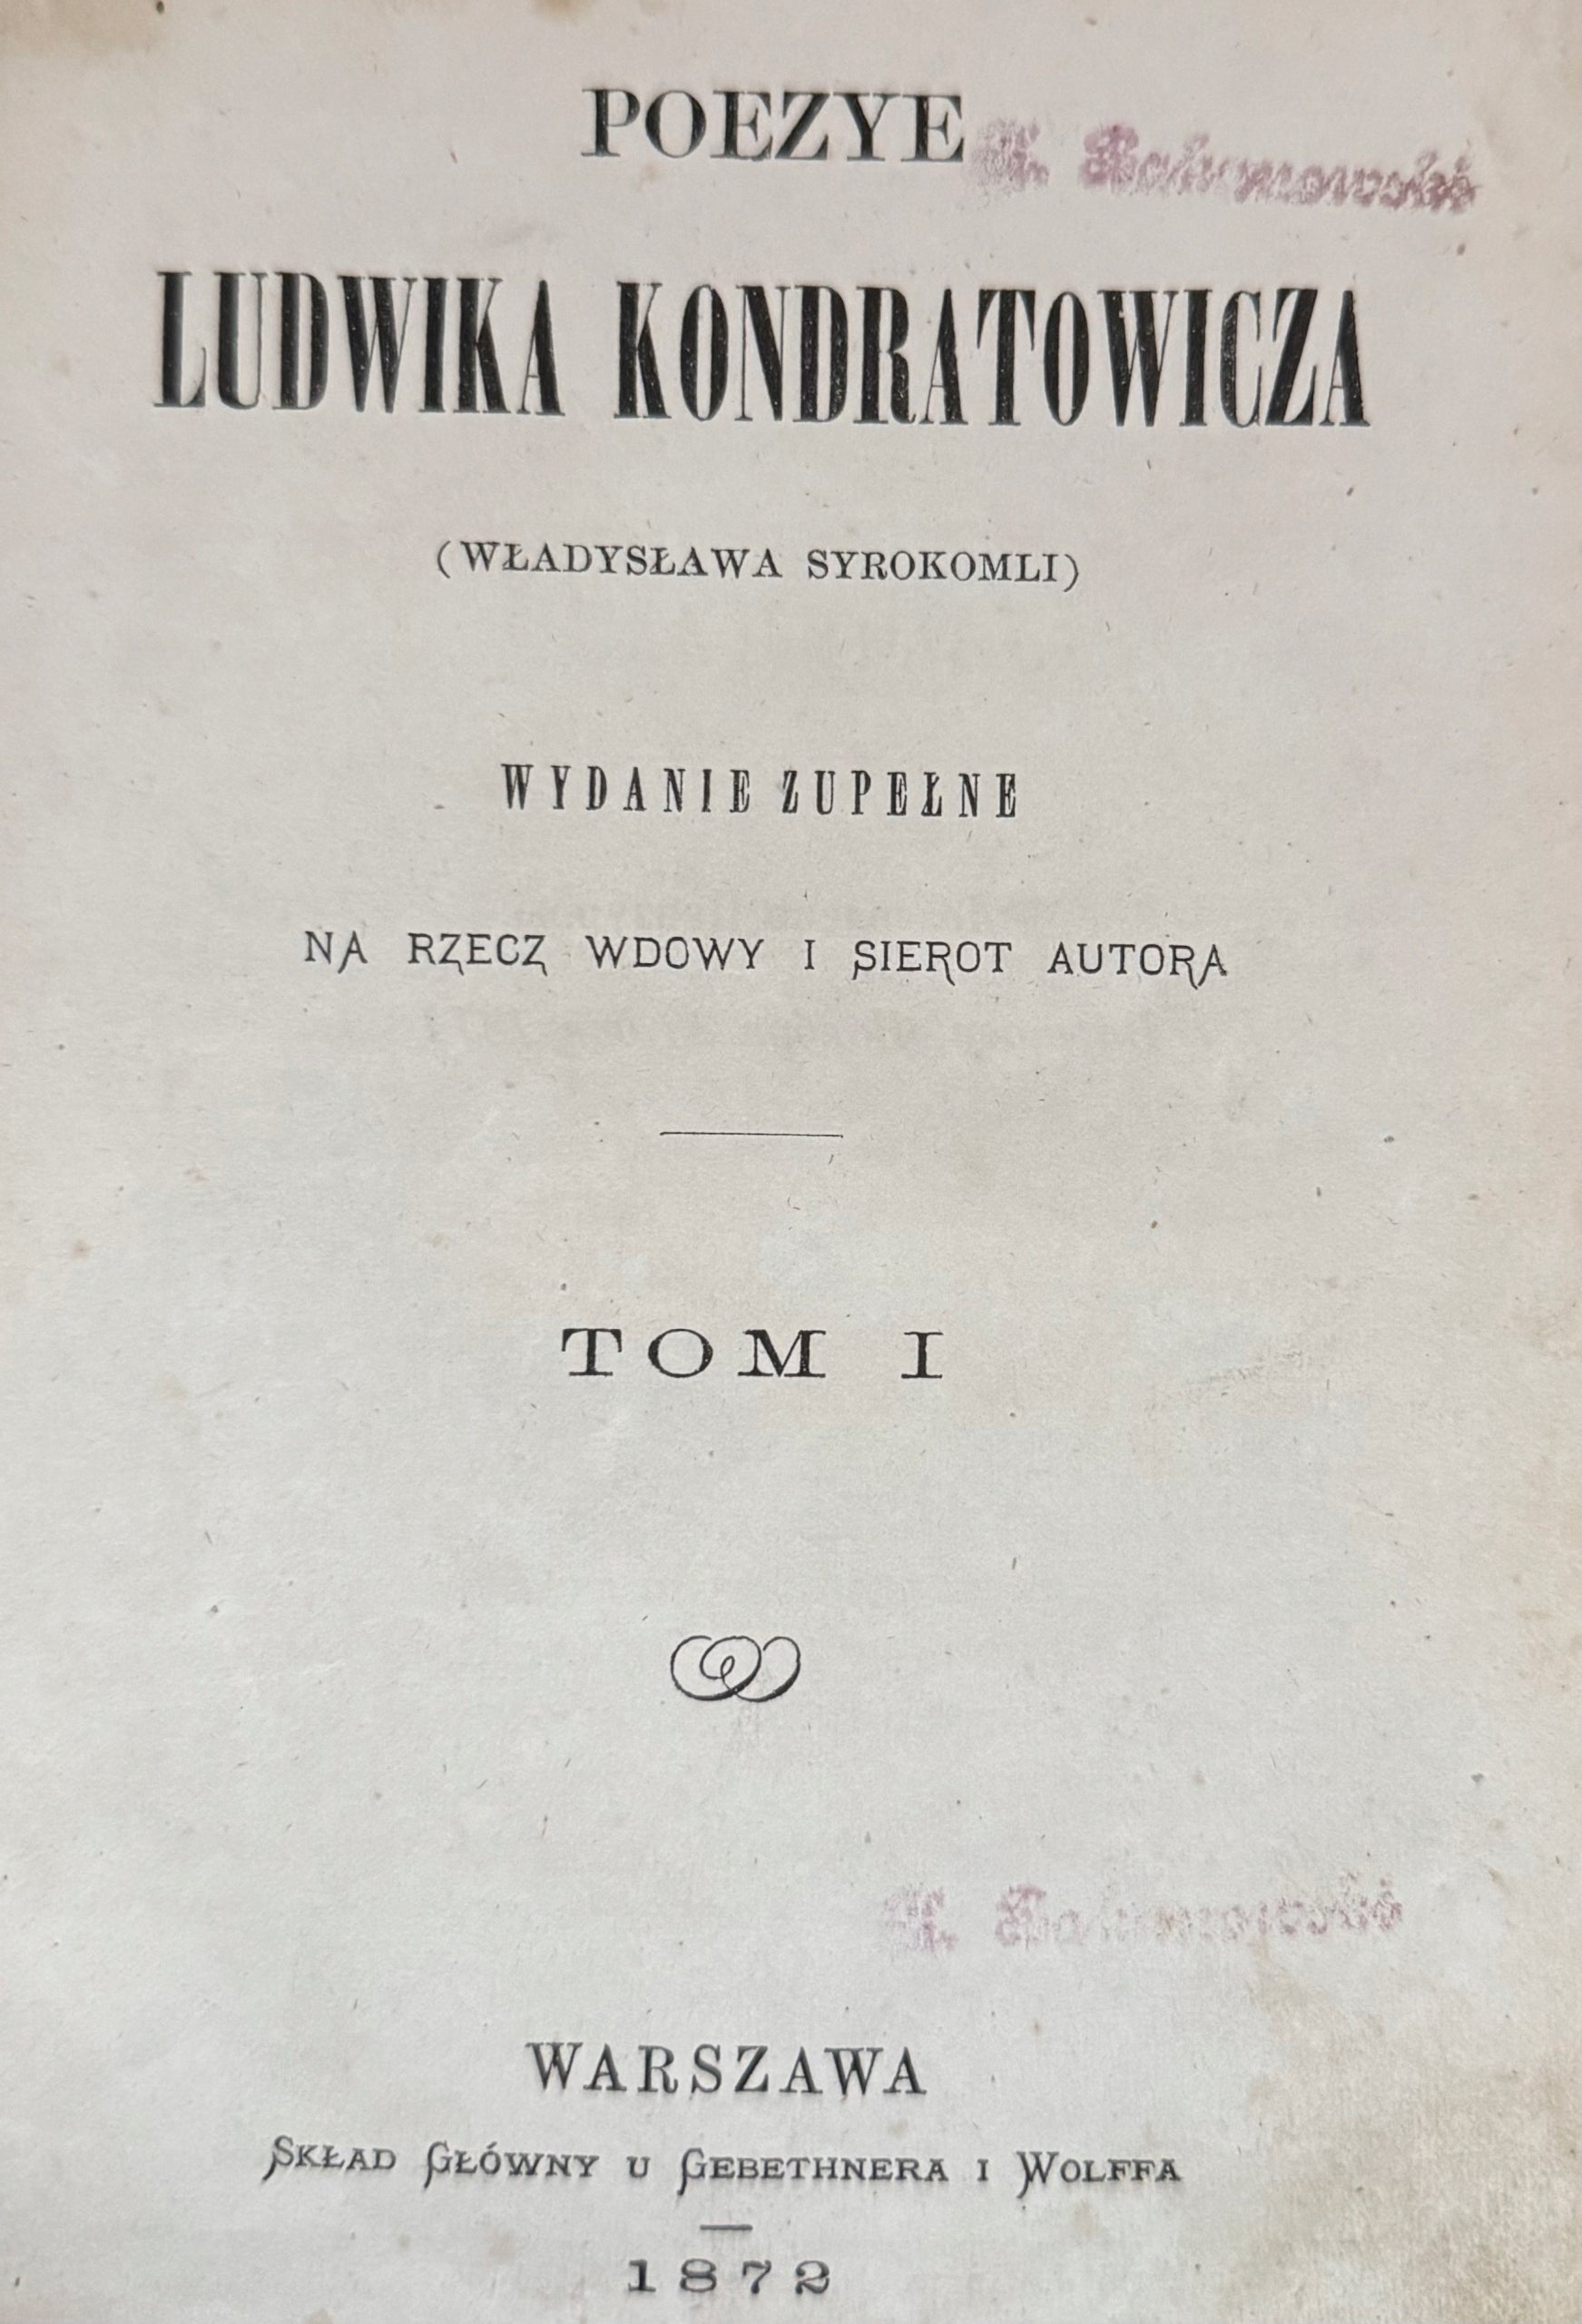 POEZYE
LUDWIKA KONDRATOWICZA
(WŁADYSŁAWA SYROKOMLI)
WYDANIE ZUPEŁNE
NA RZECZ WDOWY I SIEROT AUTORA
TOM I
WARSZAWA
SKŁAD GŁÓWNY U GEBETHNERA I WOLFFA
1872